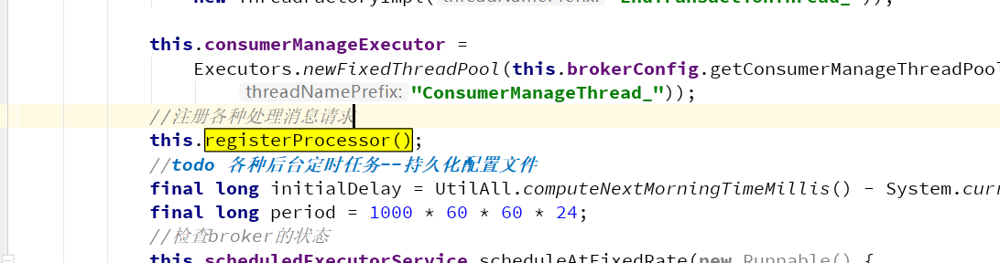 new ThreadFactoryImpl( threadNamePrefix: "EndTransactionThread_"));
this.consumerManageExecutor =
Executors.newFixedThreadPool(this.brokerConfig.getConsumerManageThreadPool
threadNamePrefix: "ConsumerManageThread_"));
//注册各种处理消息请求
this.registerProcessor();
//todo 各种后台定时任务--持久化配置文件
final long initialDelay = UtilAll.computeNextMorningTimeMillis() - System.curr
final long period = 1000 * 60 * 60 * 24;
//检查broker的状态
this.scheduledExecutorService.scheduleAtFixedRate(new Runnable() {